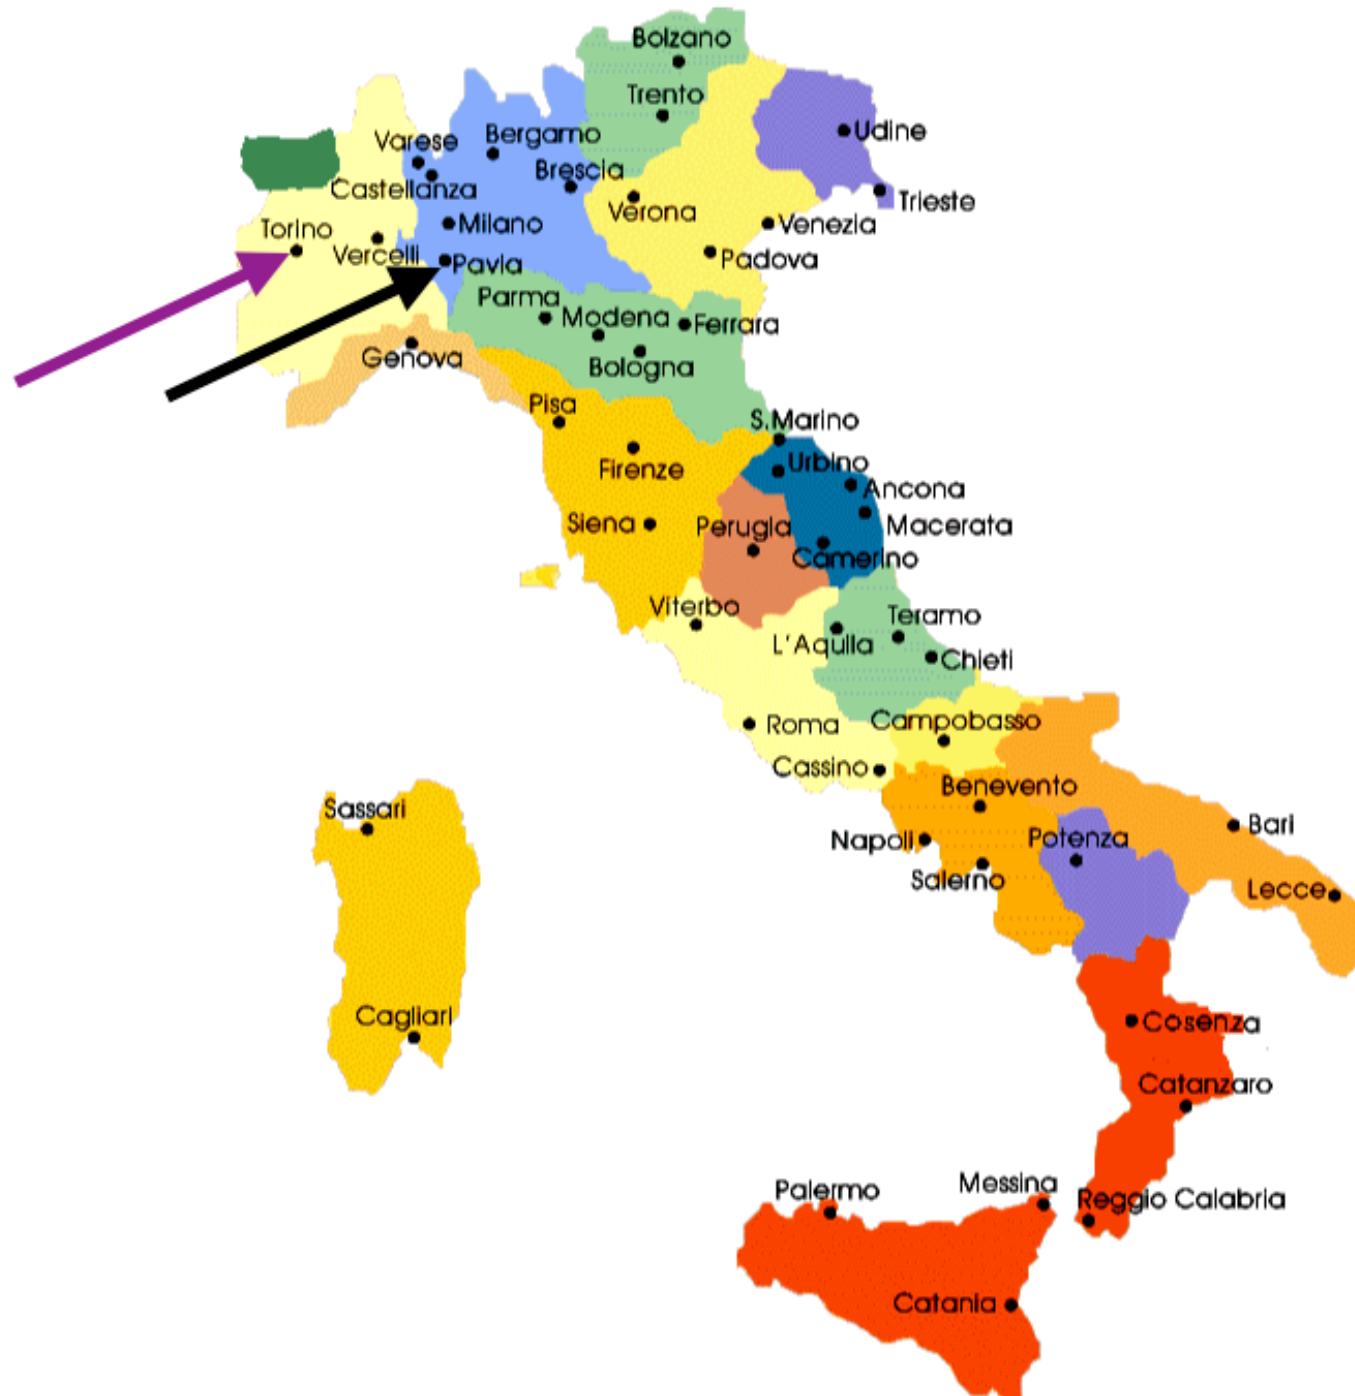 Bolzano
Trento
Udine
Varese
Bergamo
Brescia
Castellanza
Verona
Trieste
Torino
Milano
Venezia
Vercelli
Pavia
Padova
Parma
Modena
Ferrara
Genova
Bologna
Pisa
S.Marino
Firenze
Urbino
Ancona
Siena
Perugia
Macerata
Camerino
Viterbo
Teramo
L'Aquila
Chieti
Roma
Campobasso
Cassino
Benevento
Sassari
Napoli
Potenza
Bari
Salerno
Lecce
Cagliari
Cosenza
Catanzaro
Palermo
Messina
Reggio Calabria
Catania